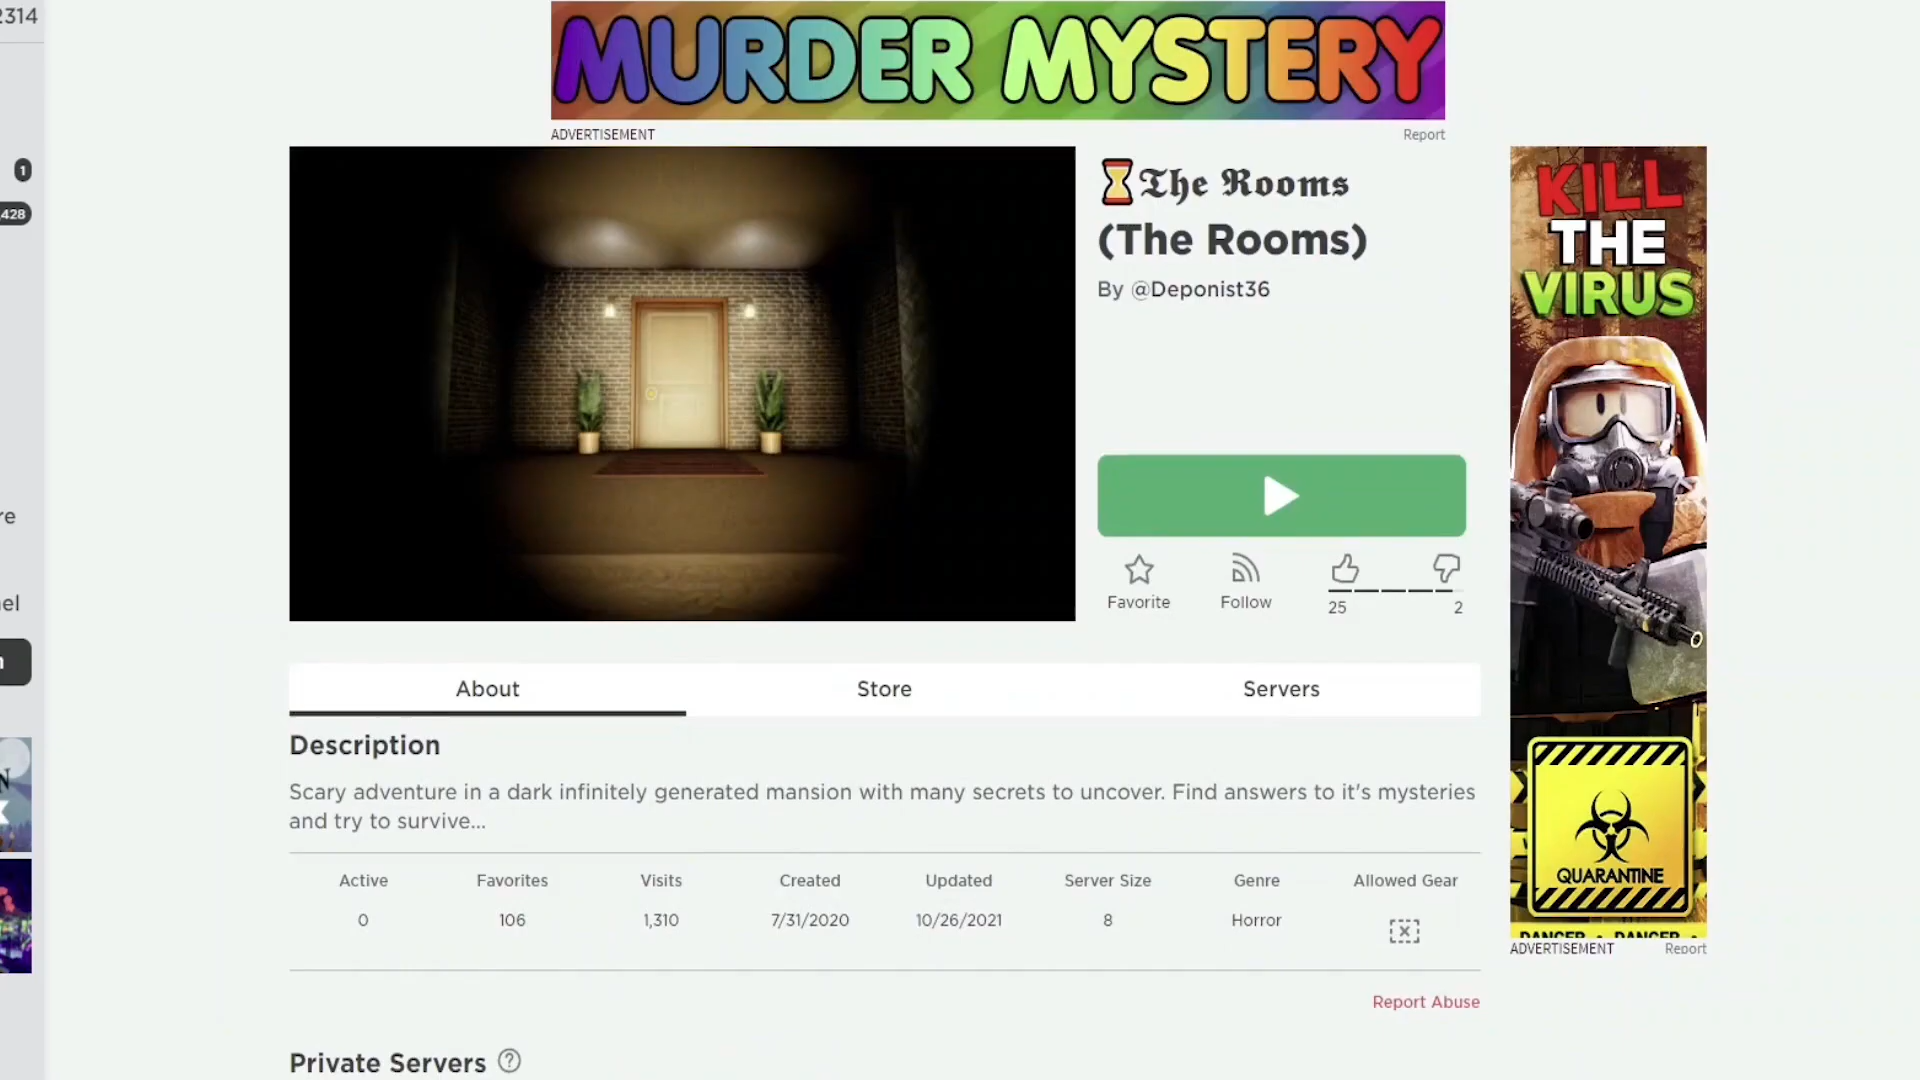 2314
MURDER MYSTERY
ADVERTISEMENT
Report
1
,428
⏳𝕿𝖍𝖊 𝕽𝖔𝖔𝖒𝖘
(The Rooms)
By @Deponist36
KILL
THE
VIRUS
re
Favorite
Follow
25
2
el
n
About
Store
Servers
Description
Scary adventure in a dark infinitely generated mansion with many secrets to uncover. Find answers to it's mysteries
and try to survive...
N
Active
Favorites
Visits
Created
Updated
Server Size
Genre
Allowed Gear
0
106
1,310
7/31/2020
10/26/2021
8
Horror
QUARANTINE
DANGER • DANGER •
ADVERTISEMENT
Report
Report Abuse
Private Servers ?